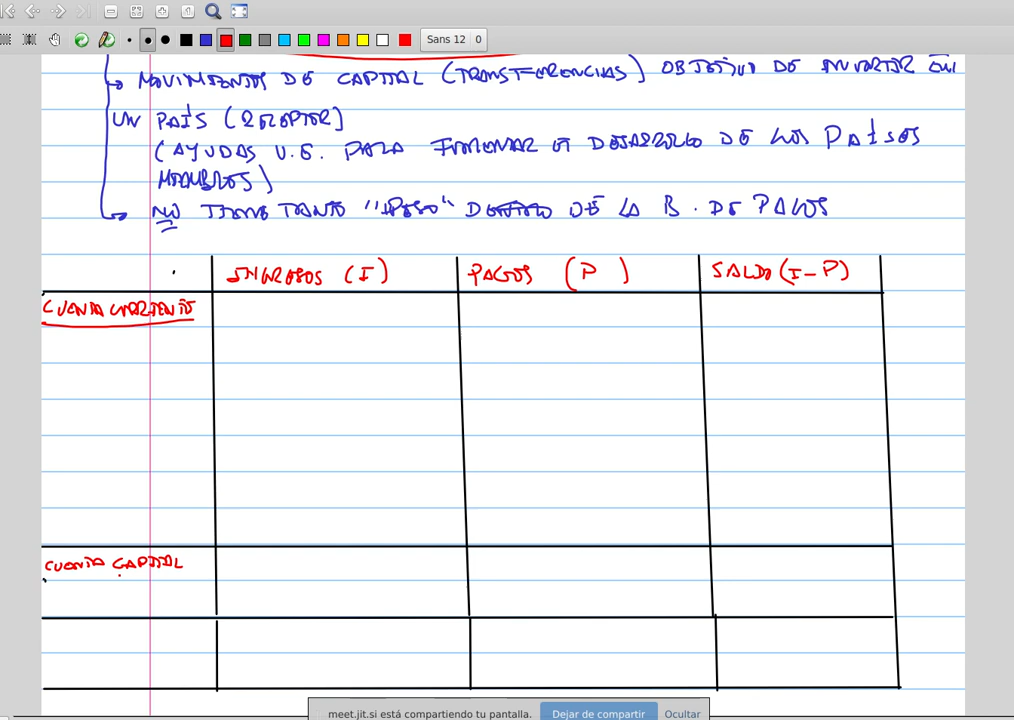 Sans 12 0
→ MOVIMIENTOS DE CAPITAL (TRANSFERENCIAS) OBJETIVO DE INVERTIR EN
UN PAÍS (RECEPTOR)
(AYUDAS U.E. PARA FOMENTAR EL DESARROLLO DE LOS PAÍSES
MIEMBROS)
→ NO TIENE TANTO "PESO" DENTRO DE LA B. DE PAGOS
INGRESOS (I) PAGOS (P) SALDO (I-P)
CUENTA CORRIENTE
CUENTA CAPITAL
meet.jit.si está compartiendo tu pantalla. Dejar de compartir Ocultar